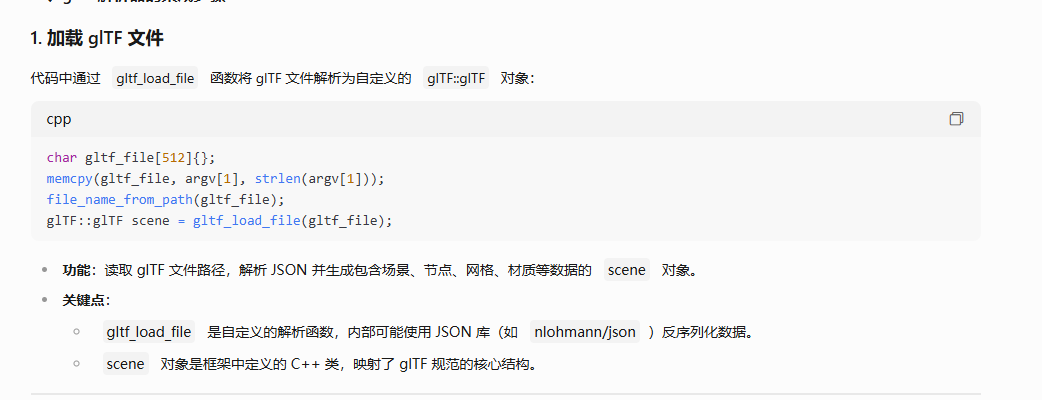 1. 加载 glTF 文件
代码中通过 gltf_load_file 函数将 glTF 文件解析为自定义的 glTF::glTF 对象：
cpp
char gltf_file[512]{};
memcpy(gltf_file, argv[1], strlen(argv[1]));
file_name_from_path(gltf_file);
glTF::glTF scene = gltf_load_file(gltf_file);
功能：读取 glTF 文件路径，解析 JSON 并生成包含场景、节点、网格、材质等数据的 scene 对象。
关键点：
gltf_load_file 是自定义的解析函数，内部可能使用 JSON 库（如 nlohmann/json ）反序列化数据。
scene 对象是框架中定义的 C++ 类，映射了 glTF 规范的核心结构。